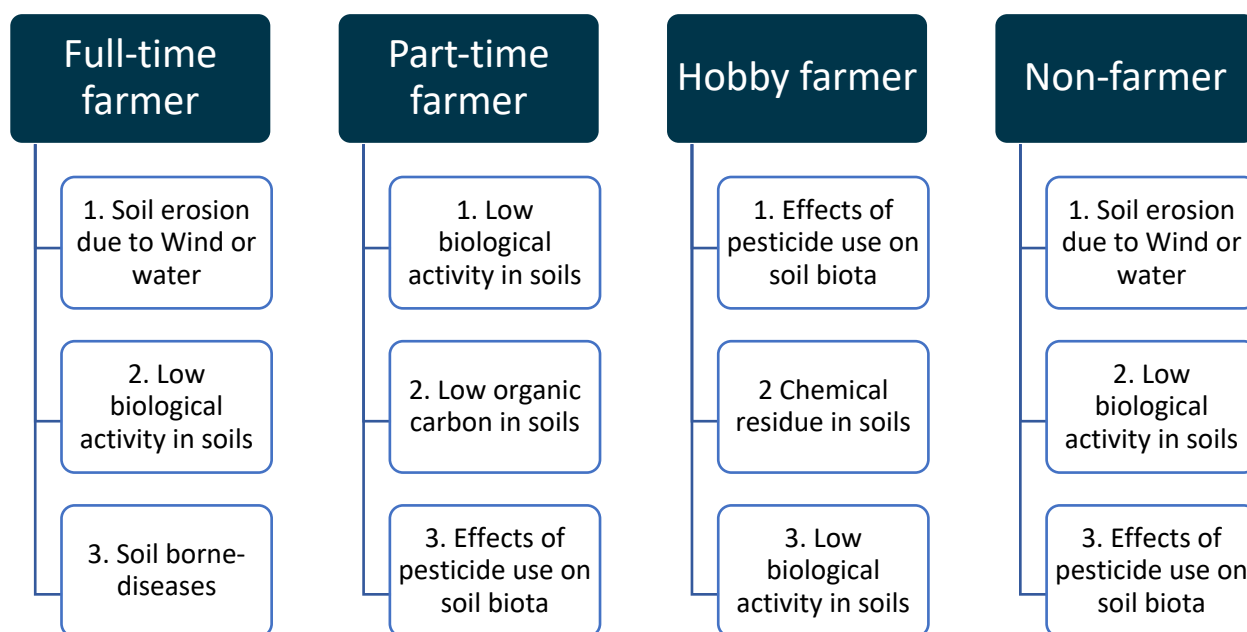 Full-time
farmer
1. Soil erosion
due to Wind or
water
2. Low
biological
activity in soils
3. Soil borne-
diseases
Part-time
farmer
1. Low
biological
activity in soils
2. Low organic
carbon in soils
3. Effects of
pesticide use on
soil biota
Hobby farmer
1. Effects of
pesticide use on
soil biota
2 Chemical
residue in soils
3. Low
biological
activity in soils
Non-farmer
1. Soil erosion
due to Wind or
water
2. Low
biological
activity in soils
3. Effects of
pesticide use on
soil biota